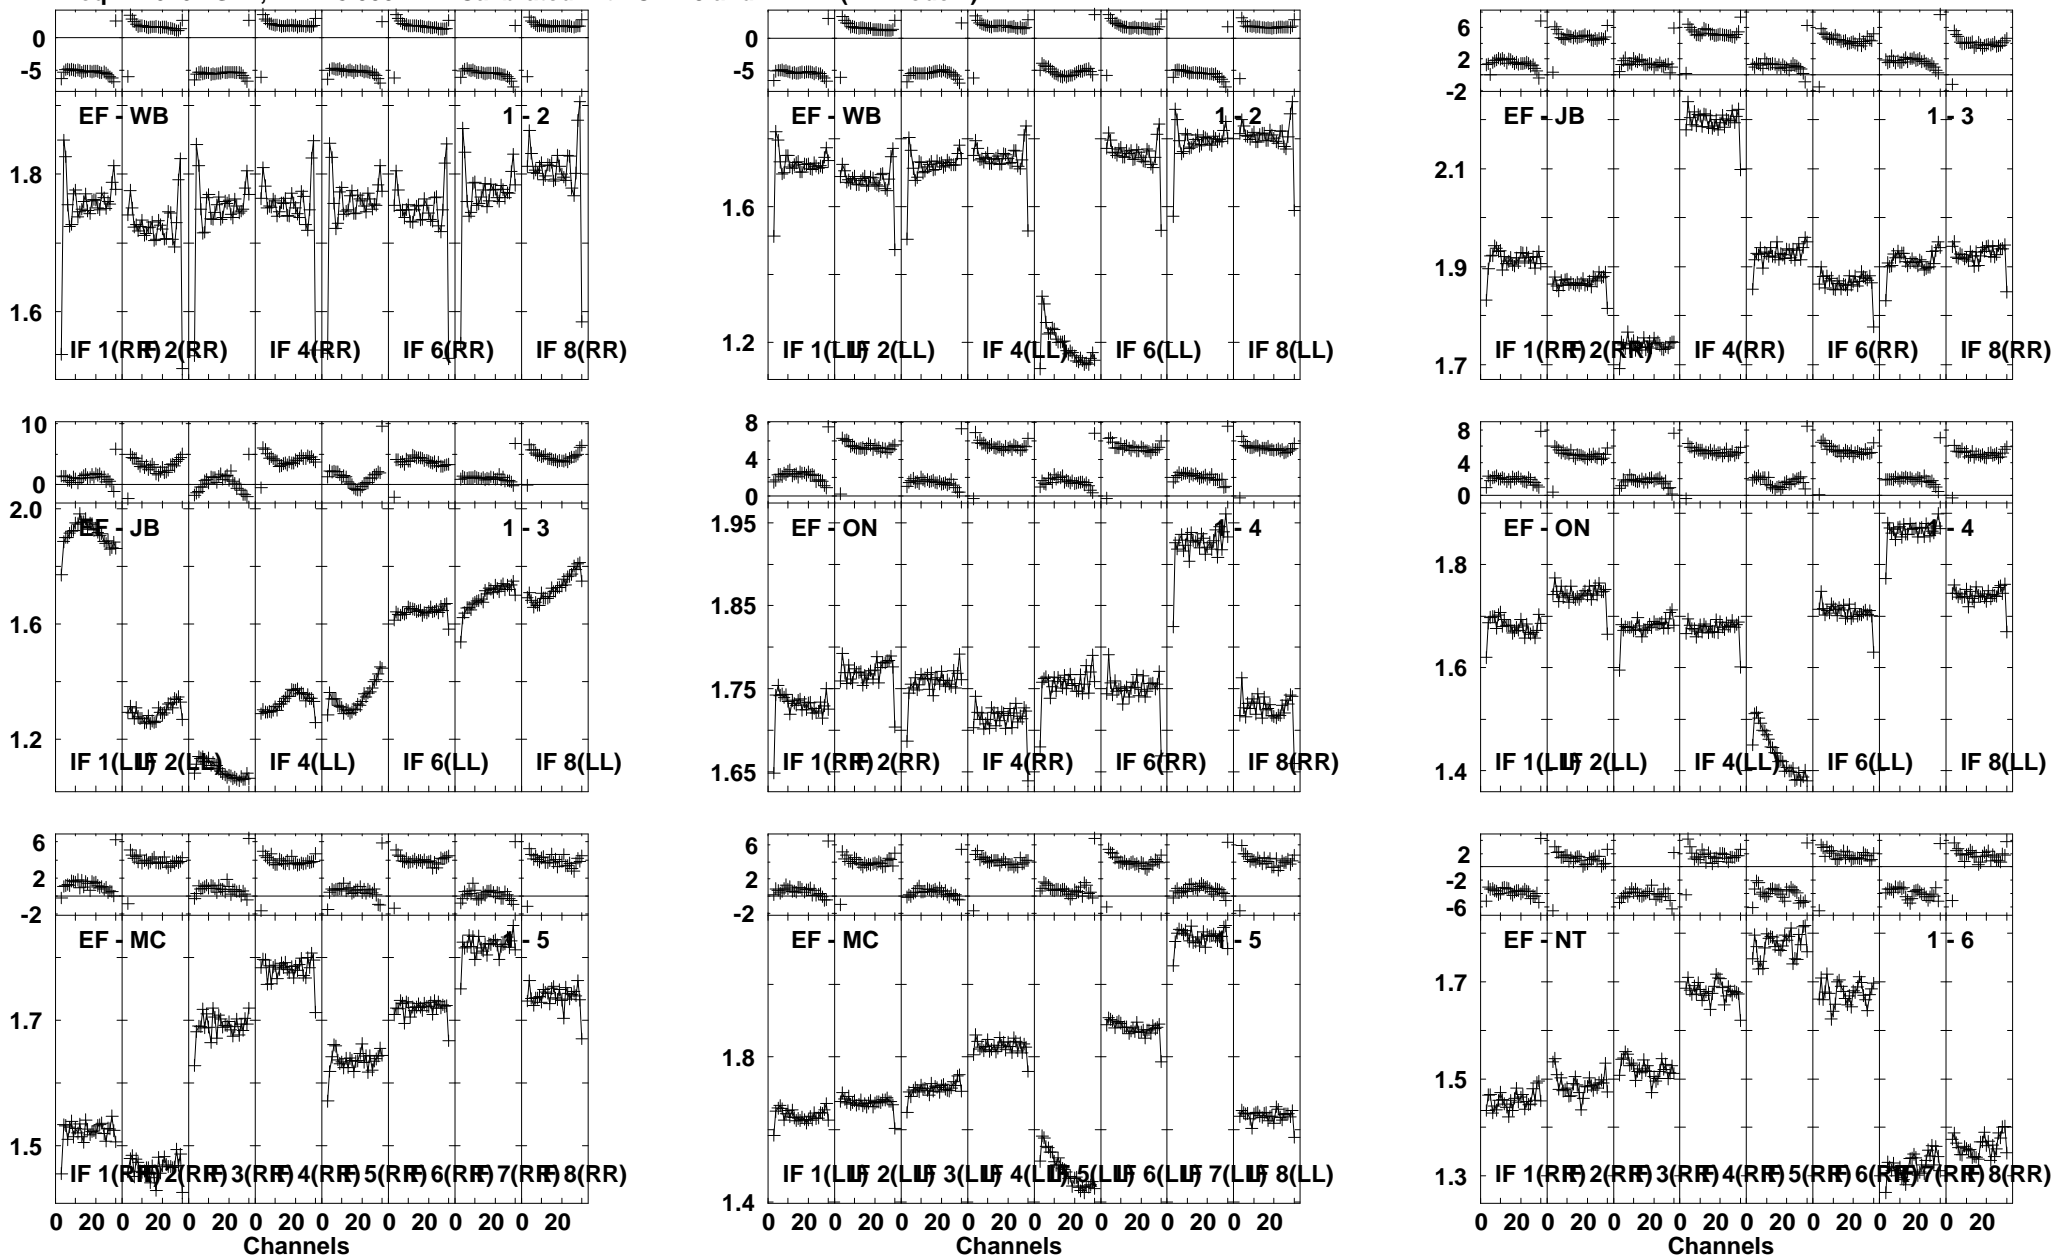 0
-5
EF - WB
1 - 2
1.8
1.6
IF 1(RR)
IF 2(RR)
IF 4(RR)
IF 6(RR)
IF 8(RR)
0
-5
EF - WB
1 - 2
1.6
1.2
IF 1(LL)
IF 2(LL)
IF 4(LL)
IF 6(LL)
IF 8(LL)
6
2
-2
EF - JB
1 - 3
2.1
1.9
1.7
IF 1(RR)
IF 2(RR)
IF 4(RR)
IF 6(RR)
IF 8(RR)
10
0
2.0
EF - JB
1 - 3
1.6
1.2
IF 1(LL)
IF 2(LL)
IF 4(LL)
IF 6(LL)
IF 8(LL)
8
4
0
1.95
EF - ON
1 - 4
1.85
1.75
1.65
IF 1(RR)
IF 2(RR)
IF 4(RR)
IF 6(RR)
IF 8(RR)
8
4
0
EF - ON
1 - 4
1.8
1.6
1.4
IF 1(LL)
IF 2(LL)
IF 4(LL)
IF 6(LL)
IF 8(LL)
6
2
-2
EF - MC
1 - 5
1.7
1.5
IF 1(RR)
IF 2(RR)
IF 3(RR)
IF 4(RR)
IF 5(RR)
IF 6(RR)
IF 7(RR)
IF 8(RR)
0 20 0 20 0 20 0 20 0 20 0 20 0 20 0 20
Channels
6
2
-2
EF - MC
1 - 5
1.8
1.4
IF 1(LL)
IF 2(LL)
IF 3(LL)
IF 4(LL)
IF 5(LL)
IF 6(LL)
IF 7(LL)
IF 8(LL)
0 20 0 20 0 20 0 20 0 20 0 20 0 20 0 20
Channels
2
-2
-6
EF - NT
1 - 6
1.7
1.5
1.3
IF 1(RR)
IF 2(RR)
IF 3(RR)
IF 4(RR)
IF 5(RR)
IF 6(RR)
IF 7(RR)
IF 8(RR)
0 20 0 20 0 20 0 20 0 20 0 20 0 20 0 20